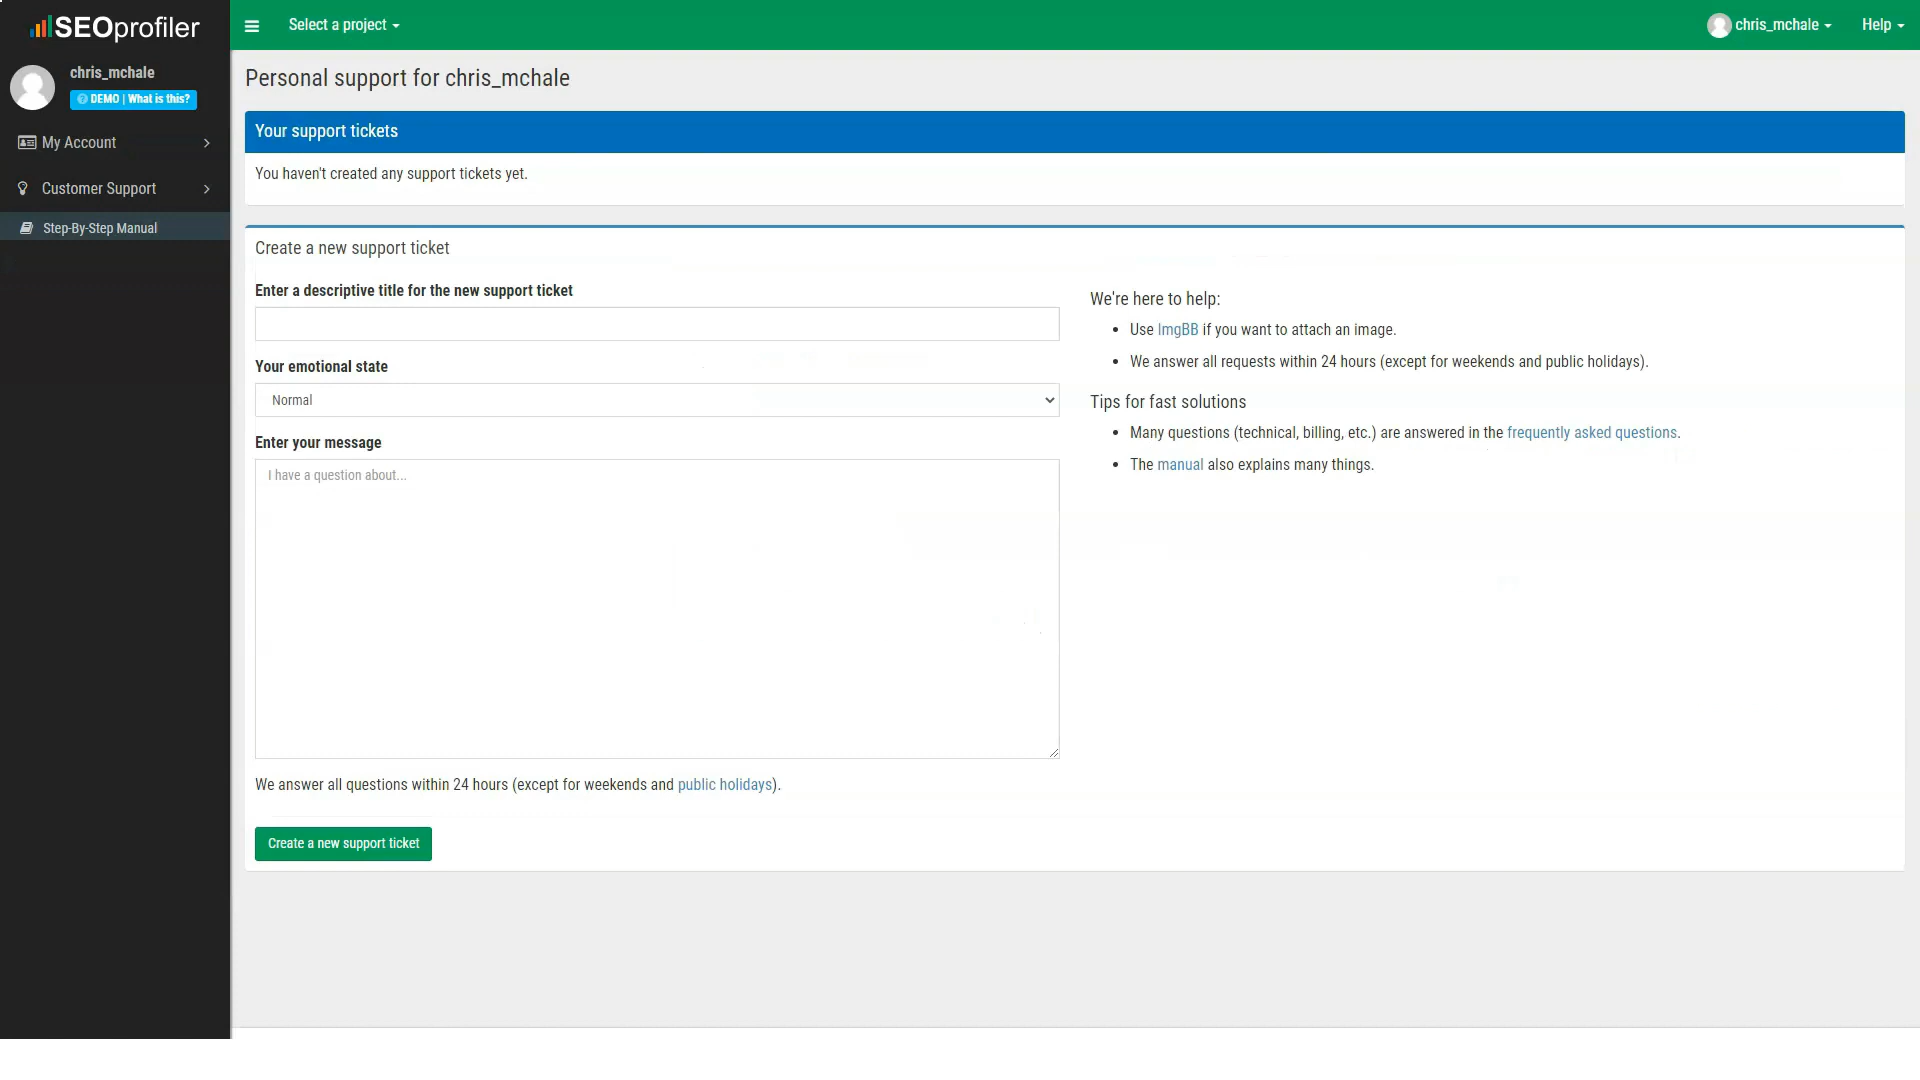 SEOprofiler
Select a project
chris_mchale
Help
chris_mchale
DEMO | What is this?
My Account
Customer Support
Step-By-Step Manual
Personal support for chris_mchale
Your support tickets
You haven't created any support tickets yet.
Create a new support ticket
Enter a descriptive title for the new support ticket
Your emotional state
Normal
Enter your message
I have a question about...
We answer all questions within 24 hours (except for weekends and public holidays).
Create a new support ticket
We're here to help:
• Use ImgBB if you want to attach an image.
• We answer all requests within 24 hours (except for weekends and public holidays).
Tips for fast solutions
• Many questions (technical, billing, etc.) are answered in the frequently asked questions.
• The manual also explains many things.